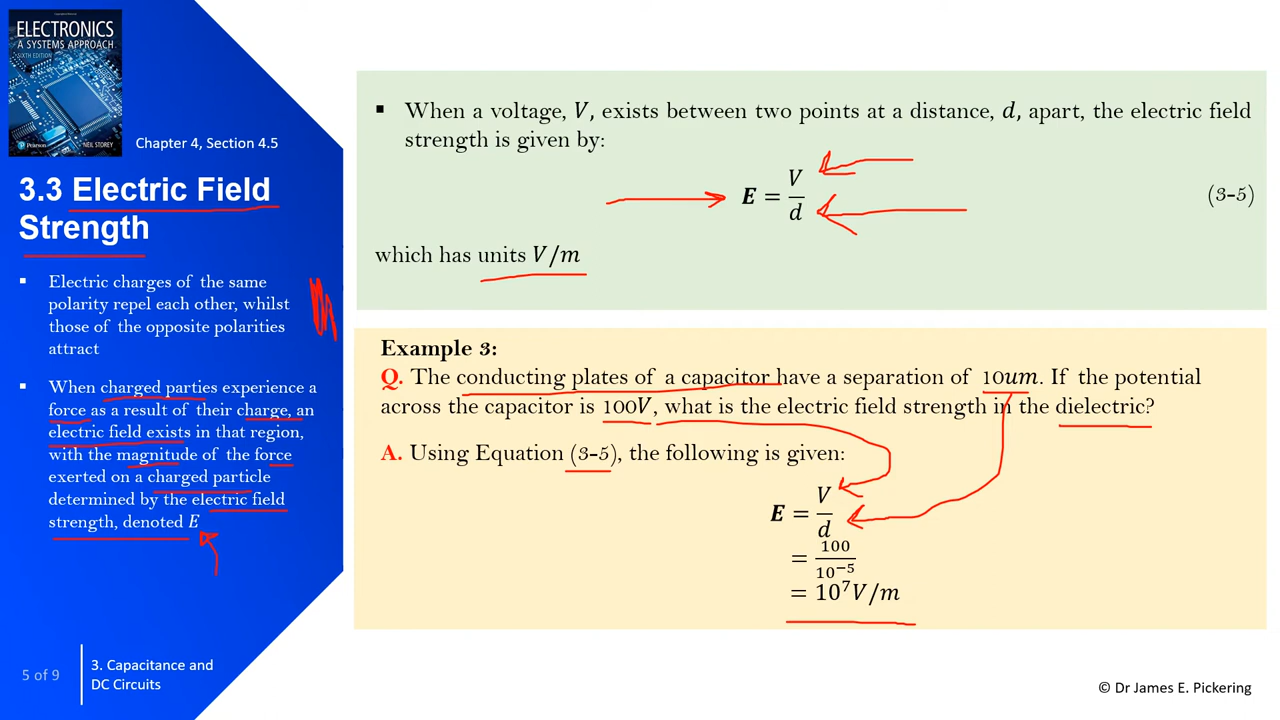 ELECTRONICS
A SYSTEMS APPROACH
SIXTH EDITION
Pearson
NEIL STOREY
Chapter 4, Section 4.5
3.3 Electric Field
Strength
▪ Electric charges of the same
polarity repel each other, whilst
those of the opposite polarities
attract
▪ When charged parties experience a
force as a result of their charge, an
electric field exists in that region,
with the magnitude of the force
exerted on a charged particle
determined by the electric field
strength, denoted E
5 of 9
3. Capacitance and
DC Circuits
▪ When a voltage, V, exists between two points at a distance, d, apart, the electric field
strength is given by:
E = V/d (3-5)
which has units V/m
Example 3:
Q. The conducting plates of a capacitor have a separation of 10um. If the potential
across the capacitor is 100V, what is the electric field strength in the dielectric?
A. Using Equation (3-5), the following is given:
E = V/d
= 100/10⁻⁵
= 10⁷V/m
© Dr James E. Pickering